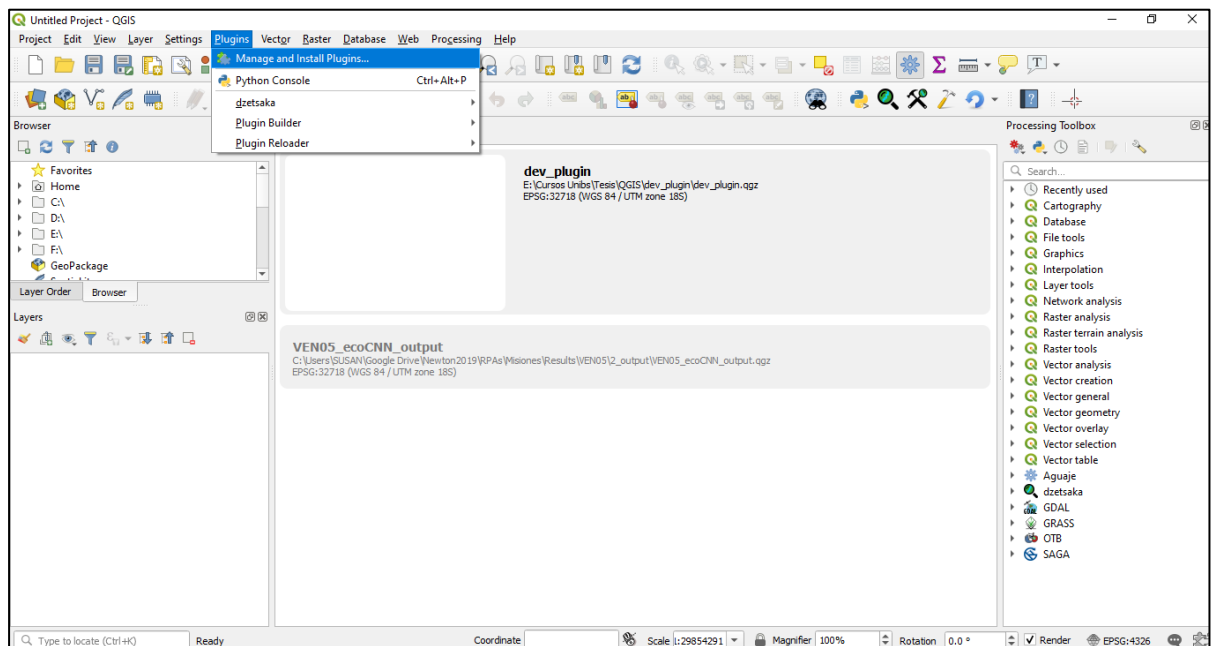 Untitled Project - QGIS
Project Edit View Layer Settings Plugins Vector Raster Database Web Processing Help
Manage and Install Plugins...
Python Console Ctrl+Alt+P
dzetsaka
Plugin Builder
Plugin Reloader
Browser
Favorites
Home
C:\
D:\
E:\
F:\
GeoPackage
Layer Order Browser
Layers
dev_plugin
E:\Cursos Unibs\Tesis\QGIS\dev_plugin\dev_plugin.qgz
EPSG:32718 (WGS 84 / UTM zone 18S)
VEN05_ecoCNN_output
C:\Users\SUSAN\Google Drive\Newton2019\RPAs\Misiones\Results\VEN05\2_output\VEN05_ecoCNN_output.qgz
EPSG:32718 (WGS 84 / UTM zone 18S)
Processing Toolbox
Search...
Recently used
Cartography
Database
File tools
Graphics
Interpolation
Layer tools
Network analysis
Raster analysis
Raster terrain analysis
Raster tools
Vector analysis
Vector creation
Vector general
Vector geometry
Vector overlay
Vector selection
Vector table
Aguaje
dzetsaka
GDAL
GRASS
OTB
SAGA
Type to locate (Ctrl+K) Ready Coordinate Scale 1:29854291 Magnifier 100% Rotation 0.0 ° Render EPSG:4326